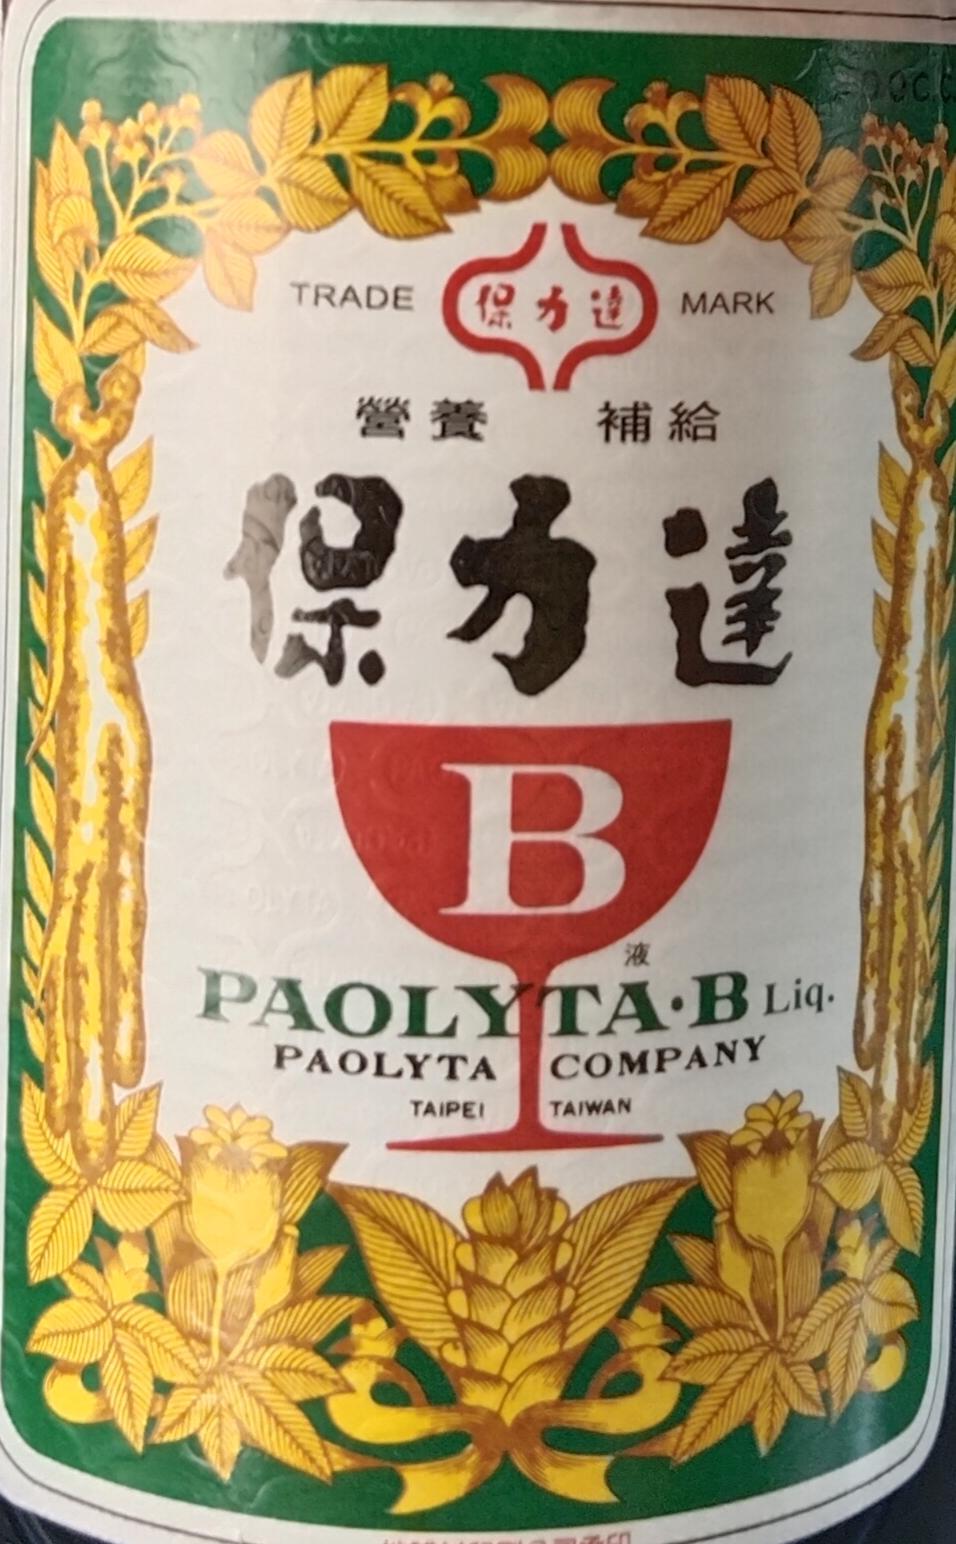 TRADE 保力達 MARK
營養 補給
保力達
B
液
PAOLYTA·B Liq.
PAOLYTA COMPANY
TAIPEI TAIWAN